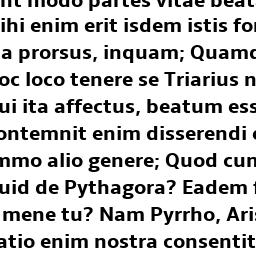 modo partes vitae beat
ihi enim erit isdem istis fo
a prorsus, inquam; Quamo
oc loco tenere se Triarius n
ui ita affectus, beatum ess
ontemnit enim disserendi e
mmo alio genere; Quod cun
uid de Pythagora? Eadem f
mene tu? Nam Pyrrho, Aris
atio enim nostra consentit